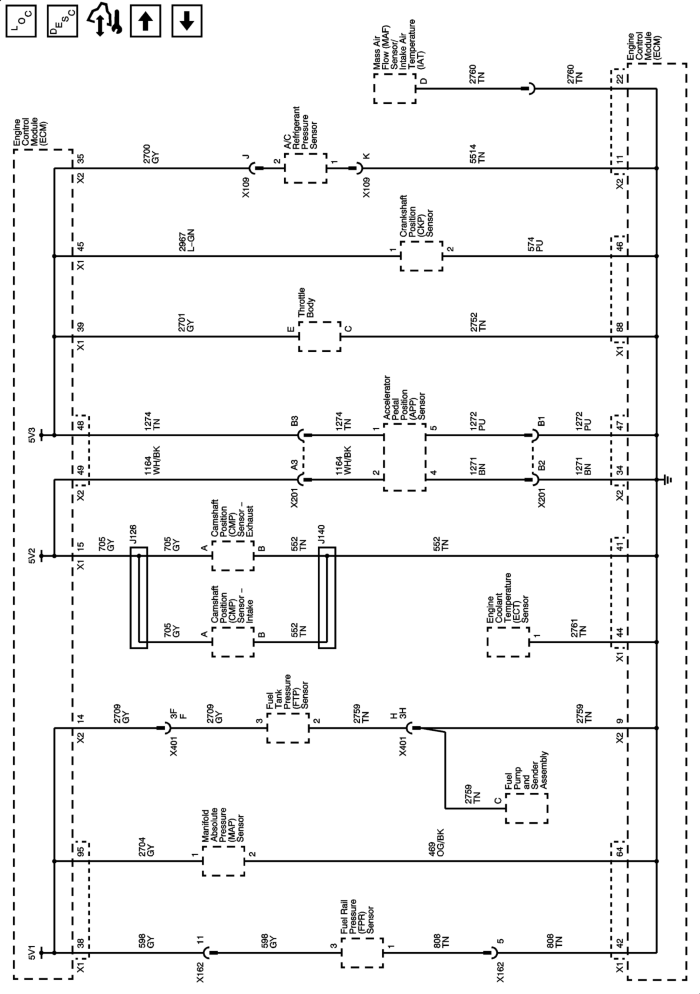 LOC
DESC
Engine
Control
Module
(ECM)
35
X2
2700
GY
J
X109
2
A/C
Refrigerant
Pressure
Sensor
1
K
X109
5514
TN
11
X2
Mass Air
Flow (MAF)
Sensor/
Intake Air
Temperature
(IAT)
D
2760
TN
2760
TN
22
Engine
Control
Module
(ECM)
45
X1
2967
L-GN
1
Crankshaft
Position
(CKP)
Sensor
2
574
PU
46
39
X1
2701
GY
E
Throttle
Body
C
2752
TN
88
X1
5V3
48
1274
TN
B3
1274
TN
1
Accelerator
Pedal
Position
(APP)
Sensor
5
1272
PU
B1
1272
PU
47
49
X2
1164
WH/BK
A3
X201
1164
WH/BK
2
4
1271
BN
B2
X201
1271
BN
34
X2
5V2
15
X1
705
GY
J126
705
GY
A
Camshaft
Position
(CMP)
Sensor –
Exhaust
B
552
TN
J140
552
TN
41
705
GY
A
Camshaft
Position
(CMP)
Sensor –
Intake
B
552
TN
Engine
Coolant
Temperature
(ECT)
Sensor
1
2761
TN
44
X1
14
X2
2709
GY
3F
F
X401
2709
GY
3
Fuel
Tank
Pressure
(FTP)
Sensor
2
2759
TN
H
3H
X401
2759
TN
9
X2
2759
TN
C
Fuel
Pump
and
Sender
Assembly
95
2704
GY
1
Manifold
Absolute
Pressure
(MAP)
Sensor
2
469
OG/BK
64
5V1
38
X1
598
GY
11
X162
598
GY
3
Fuel Rail
Pressure
(FPR)
Sensor
1
808
TN
5
X162
808
TN
42
X1